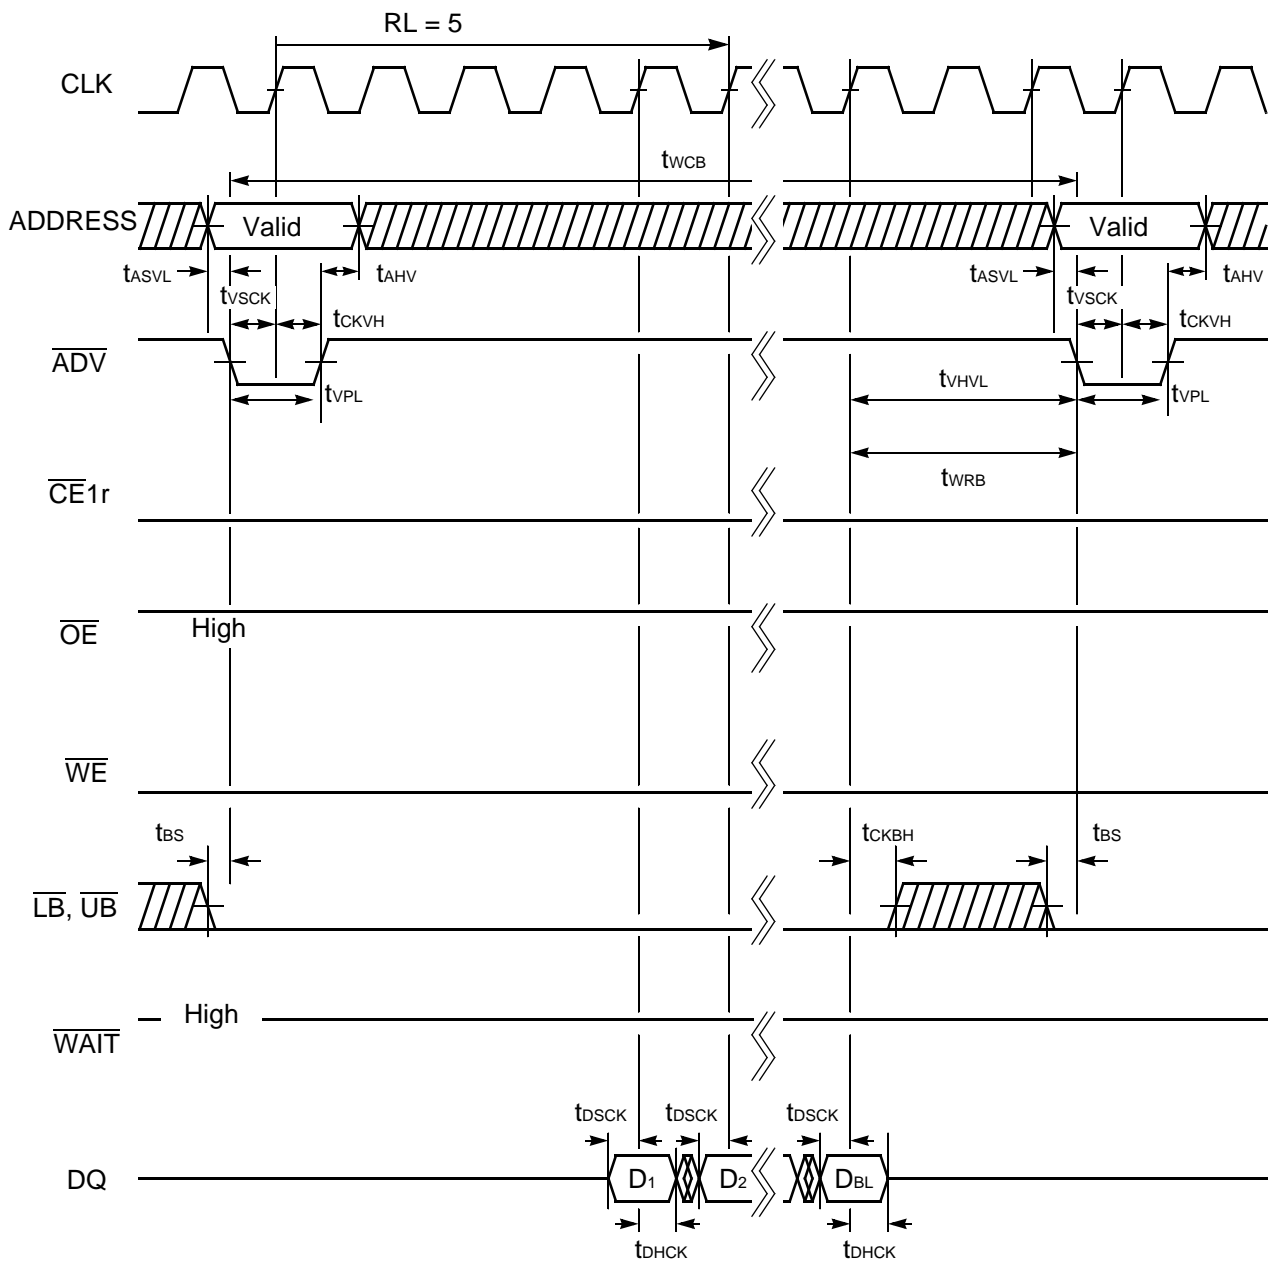 RL = 5
CLK
tWCB
ADDRESS Valid Valid
tASVL tAHV tASVL tAHV
tVSCK tVSCK
tCKVH tCKVH
ADV
tVPL tVHVL tVPL
tWRB
CE1r
OE High
WE
tBS tCKBH tBS
LB, UB
High
WAIT
tDSCK tDSCK tDSCK
DQ D1 D2 DBL
tDHCK tDHCK